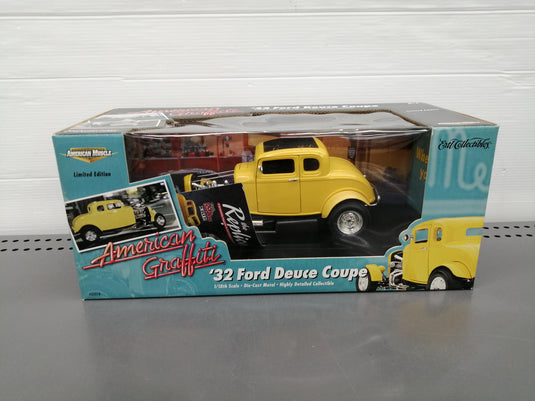 '32 Ford Deuce Coupe
AMERICAN MUSCLE
Limited Edition
Ertl Collectibles
American
Graffiti
'32 Ford Deuce Coupe
1/18th Scale • Die-Cast Metal • Highly Detailed Collectible